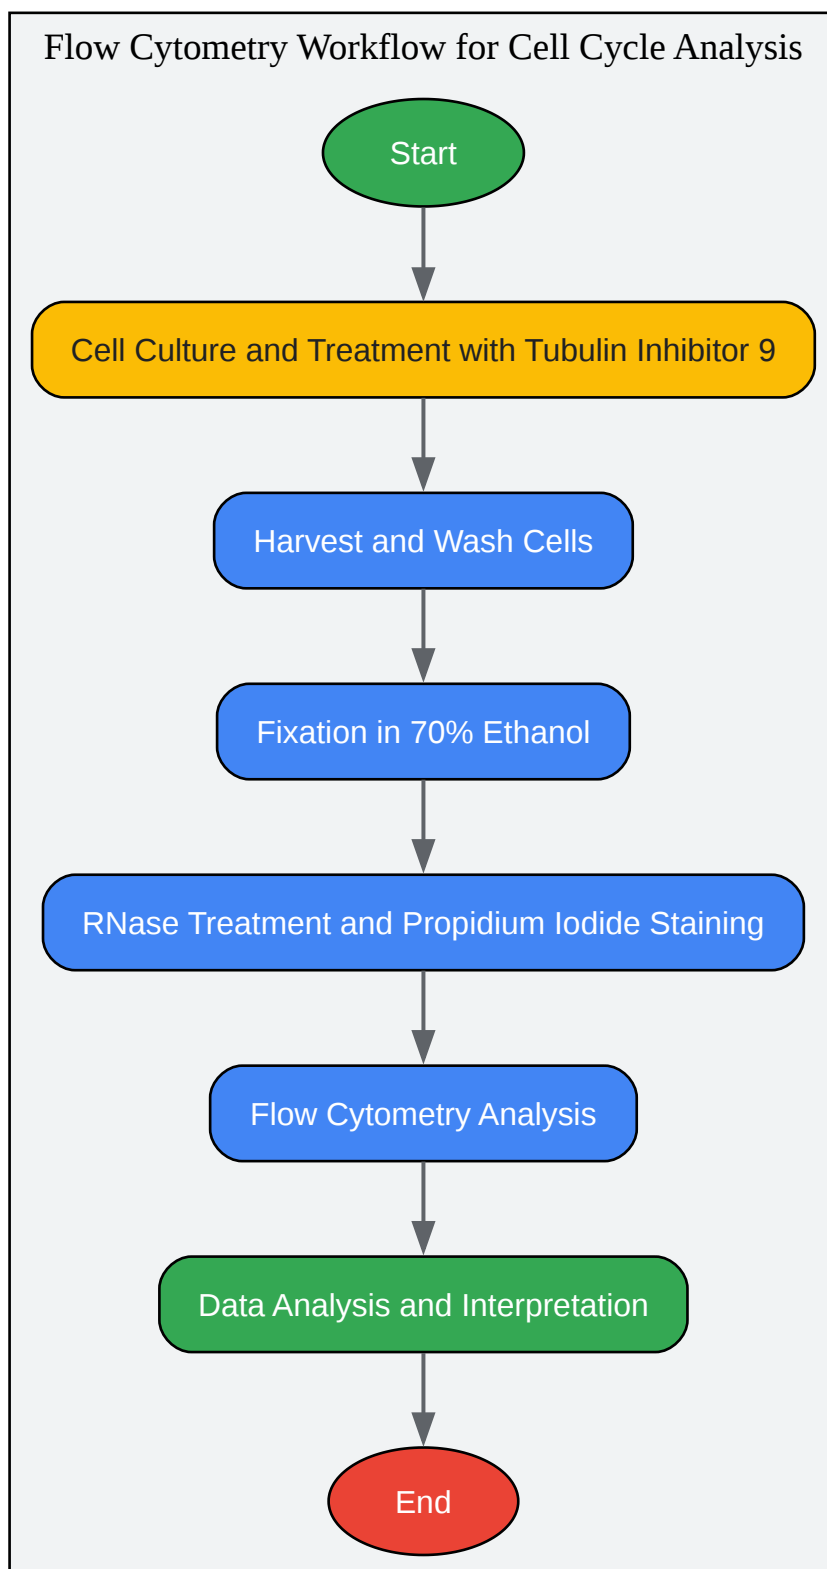 Flow Cytometry Workflow for Cell Cycle Analysis
Start
Cell Culture and Treatment with Tubulin Inhibitor 9
Harvest and Wash Cells
Fixation in 70% Ethanol
RNase Treatment and Propidium Iodide Staining
Flow Cytometry Analysis
Data Analysis and Interpretation
End